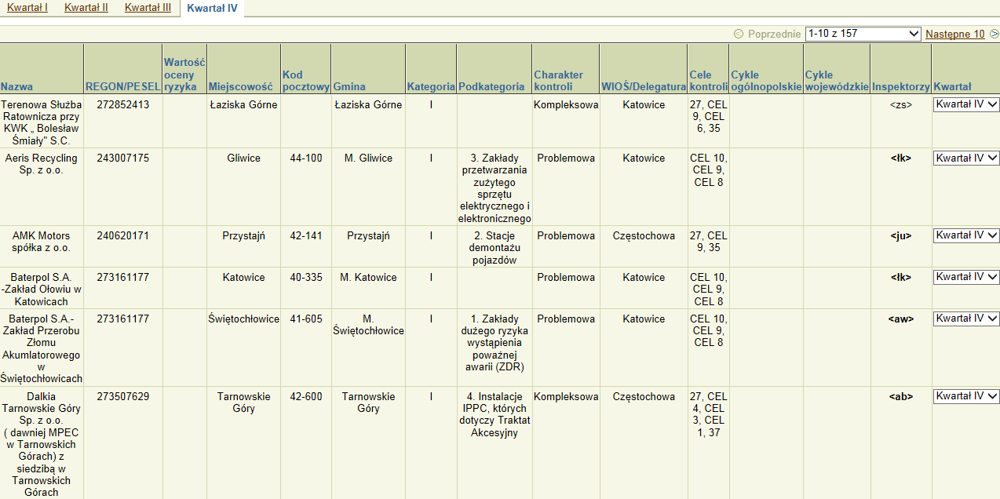 Kwartał I Kwartał II Kwartał III Kwartał IV
Poprzednie 1-10 z 157 Następne 10
Nazwa REGON/PESEL Wartość oceny ryzyka Miejscowość Kod pocztowy Gmina Kategoria Podkategoria Charakter kontroli WIOŚ/Delegatura Cele kontroli Cykle ogólnopolskie Cykle wojewódzkie Inspektorzy Kwartał
Terenowa Służba 272852413 Łaziska Górne Łaziska Górne I Kompleksowa Katowice 27, CEL <zs> Kwartał IV
Ratownicza przy 9, CEL
KWK „ Bolesław 6, 35
Śmiały" S.C.
Aeris Recycling 243007175 Gliwice 44-100 M. Gliwice I 3. Zakłady Problemowa Katowice CEL 10, <łk> Kwartał IV
Sp. z o.o. przetwarzania CEL 9,
zużytego CEL 8
sprzętu
elektrycznego i
elektronicznego
AMK Motors 240620171 Przystajń 42-141 Przystajń I 2. Stacje Problemowa Częstochowa 27, CEL <ju> Kwartał IV
spółka z o.o. demontażu 9, 35
pojazdów
Baterpol S.A. 273161177 Katowice 40-335 M. Katowice I Problemowa Katowice CEL 10, <łk> Kwartał IV
-Zakład Ołowiu w CEL 9,
Katowicach CEL 8
Baterpol S.A.- 273161177 Świętochłowice 41-605 M. I 1. Zakłady Problemowa Katowice CEL 10, <aw> Kwartał IV
Zakład Przerobu Świętochłowice dużego ryzyka CEL 9,
Złomu wystąpienia CEL 8
Akumlatorowego poważnej
w awarii (ZDR)
Świętochłowicach
Dalkia 273507629 Tarnowskie 42-600 Tarnowskie I 4. Instalacje Kompleksowa Częstochowa 27, CEL <ab> Kwartał IV
Tarnowskie Góry Góry Góry IPPC, których 4, CEL
Sp. z o.o. dotyczy Traktat 3, CEL
( dawniej MPEC Akcesyjny 1, 37
w Tarnowskich
Górach) z
siedzibą w
Tarnowskich
Górach